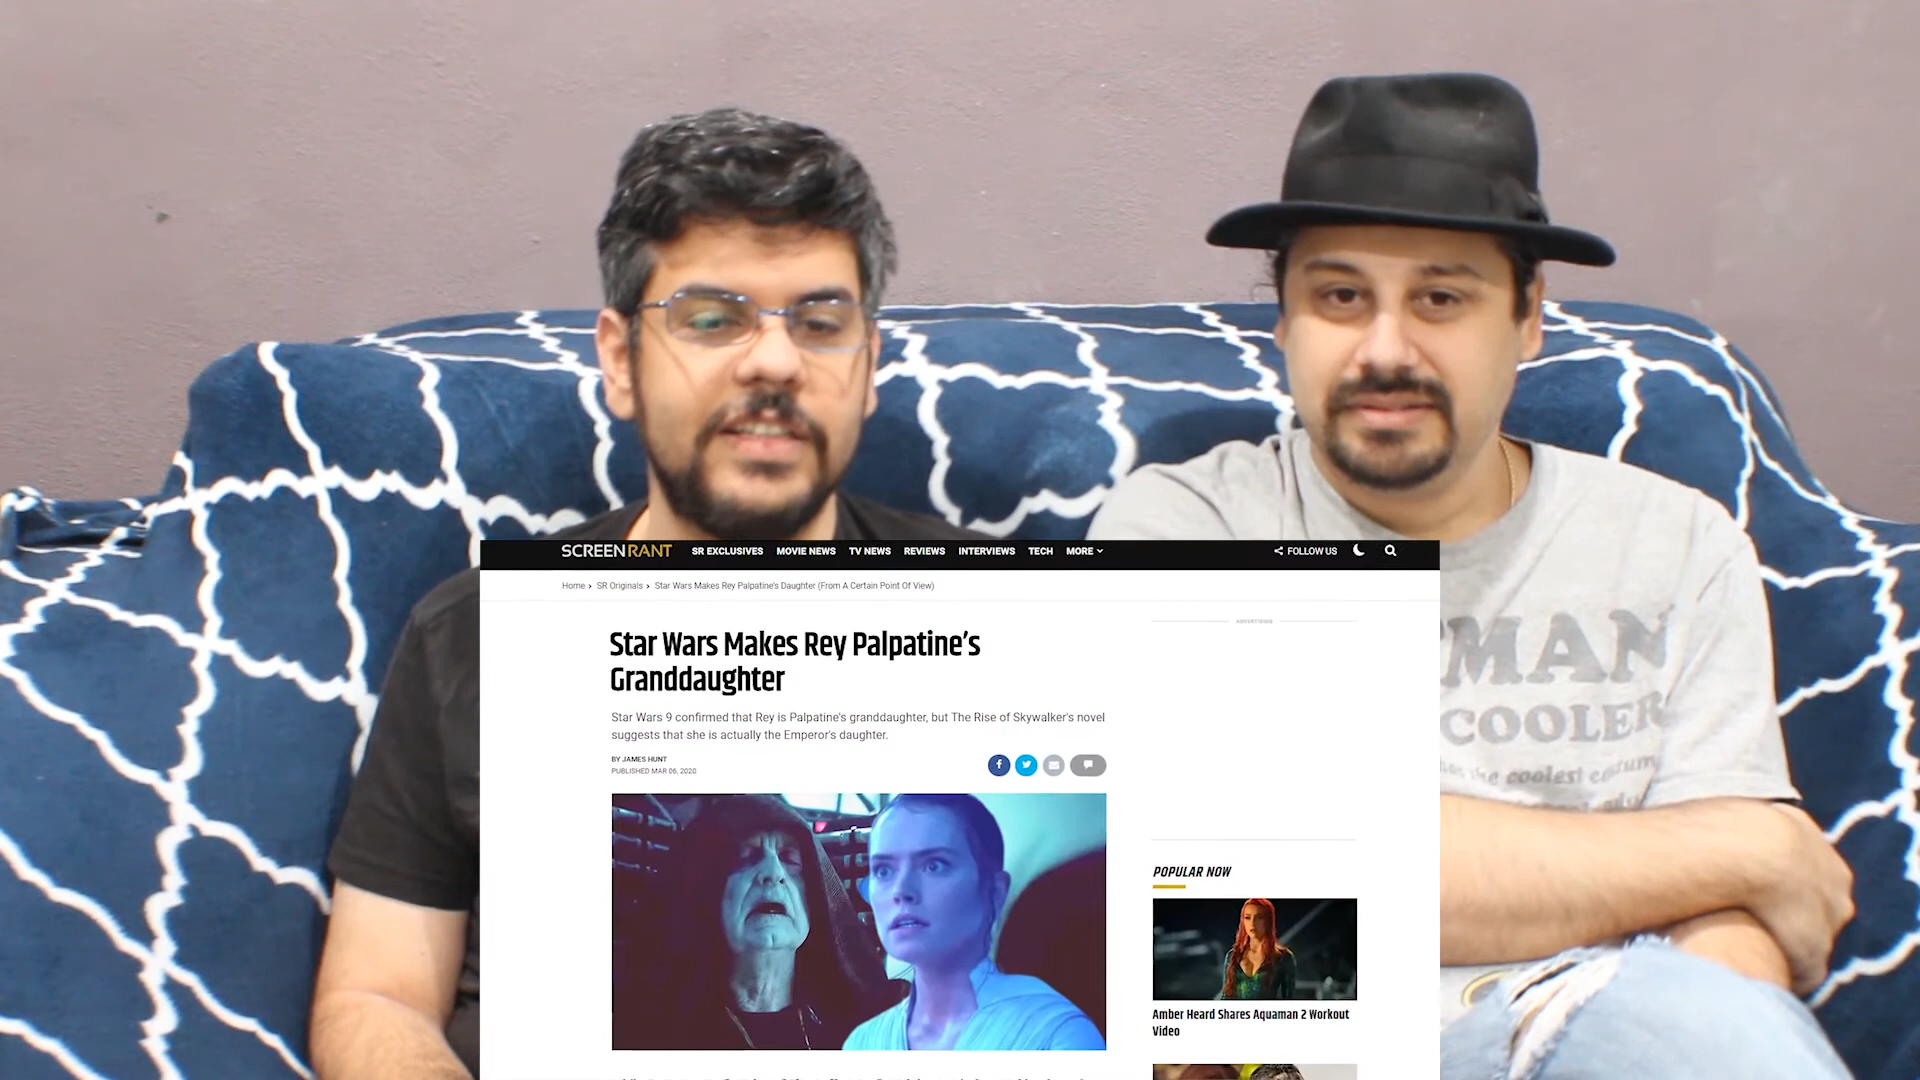 SCREENRANT
SR EXCLUSIVES MOVIE NEWS TV NEWS REVIEWS INTERVIEWS TECH MORE
FOLLOW US
Home › SR Originals › Star Wars Makes Rey Palpatine's Daughter (From A Certain Point Of View)
Star Wars Makes Rey Palpatine's
Granddaughter
Star Wars 9 confirmed that Rey is Palpatine's granddaughter, but The Rise of Skywalker's novel
suggests that she is actually the Emperor's daughter.
BY JAMES HUNT
PUBLISHED MAR 06, 2020
ADVERTISING
POPULAR NOW
Amber Heard Shares Aquaman 2 Workout
Video
MAN
COOLER
the coolest